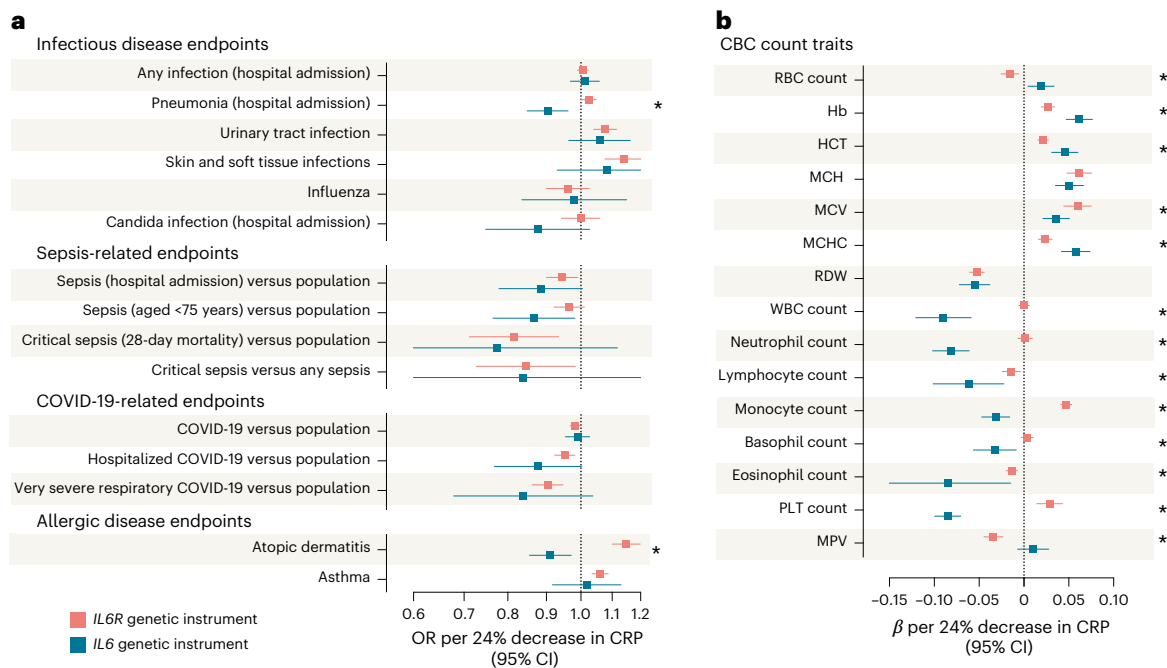 a
Infectious disease endpoints
Any infection (hospital admission)
Pneumonia (hospital admission)
*
Urinary tract infection
Skin and soft tissue infections
Influenza
Candida infection (hospital admission)
Sepsis-related endpoints
Sepsis (hospital admission) versus population
Sepsis (aged <75 years) versus population
Critical sepsis (28-day mortality) versus population
Critical sepsis versus any sepsis
COVID-19-related endpoints
COVID-19 versus population
Hospitalized COVID-19 versus population
Very severe respiratory COVID-19 versus population
Allergic disease endpoints
Atopic dermatitis
*
Asthma
0.6 0.7 0.8 0.9 1.0 1.1 1.2
OR per 24% decrease in CRP
(95% CI)
IL6R genetic instrument
IL6 genetic instrument
b
CBC count traits
RBC count *
Hb *
HCT *
MCH
MCV *
MCHC *
RDW
WBC count *
Neutrophil count *
Lymphocyte count *
Monocyte count *
Basophil count *
Eosinophil count *
PLT count *
MPV *
−0.15 −0.10 −0.05 0 0.05 0.10
β per 24% decrease in CRP
(95% CI)